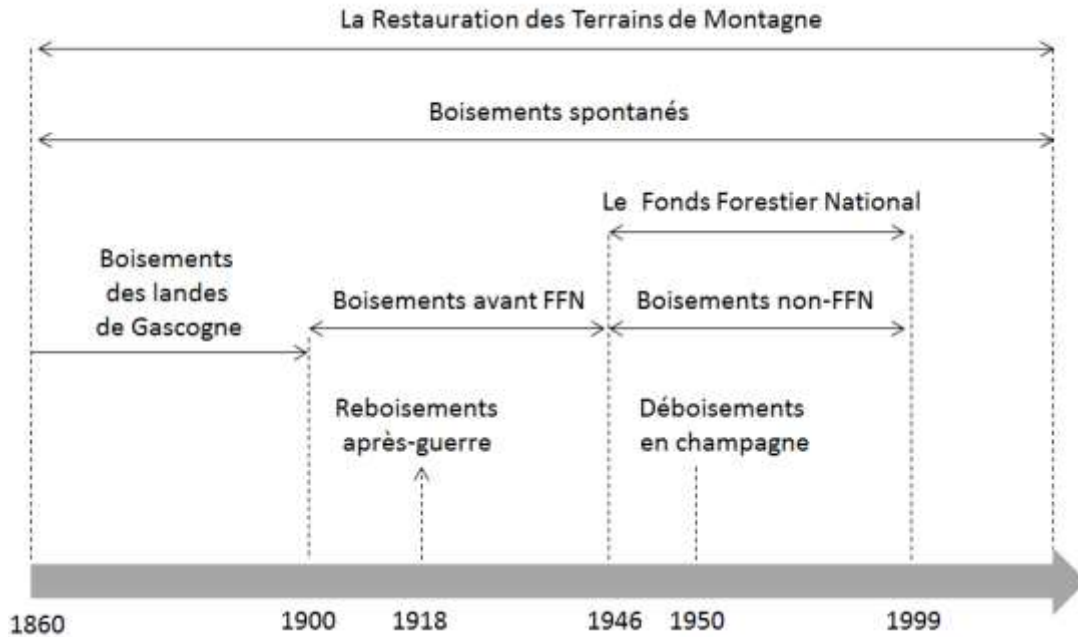 La Restauration des Terrains de Montagne
Boisements spontanés
Le Fonds Forestier National
Boisements
des landes
de Gascogne
Boisements avant FFN
Boisements non-FFN
Reboisements
après-guerre
Déboisements
en champagne
1860
1900
1918
1946
1950
1999